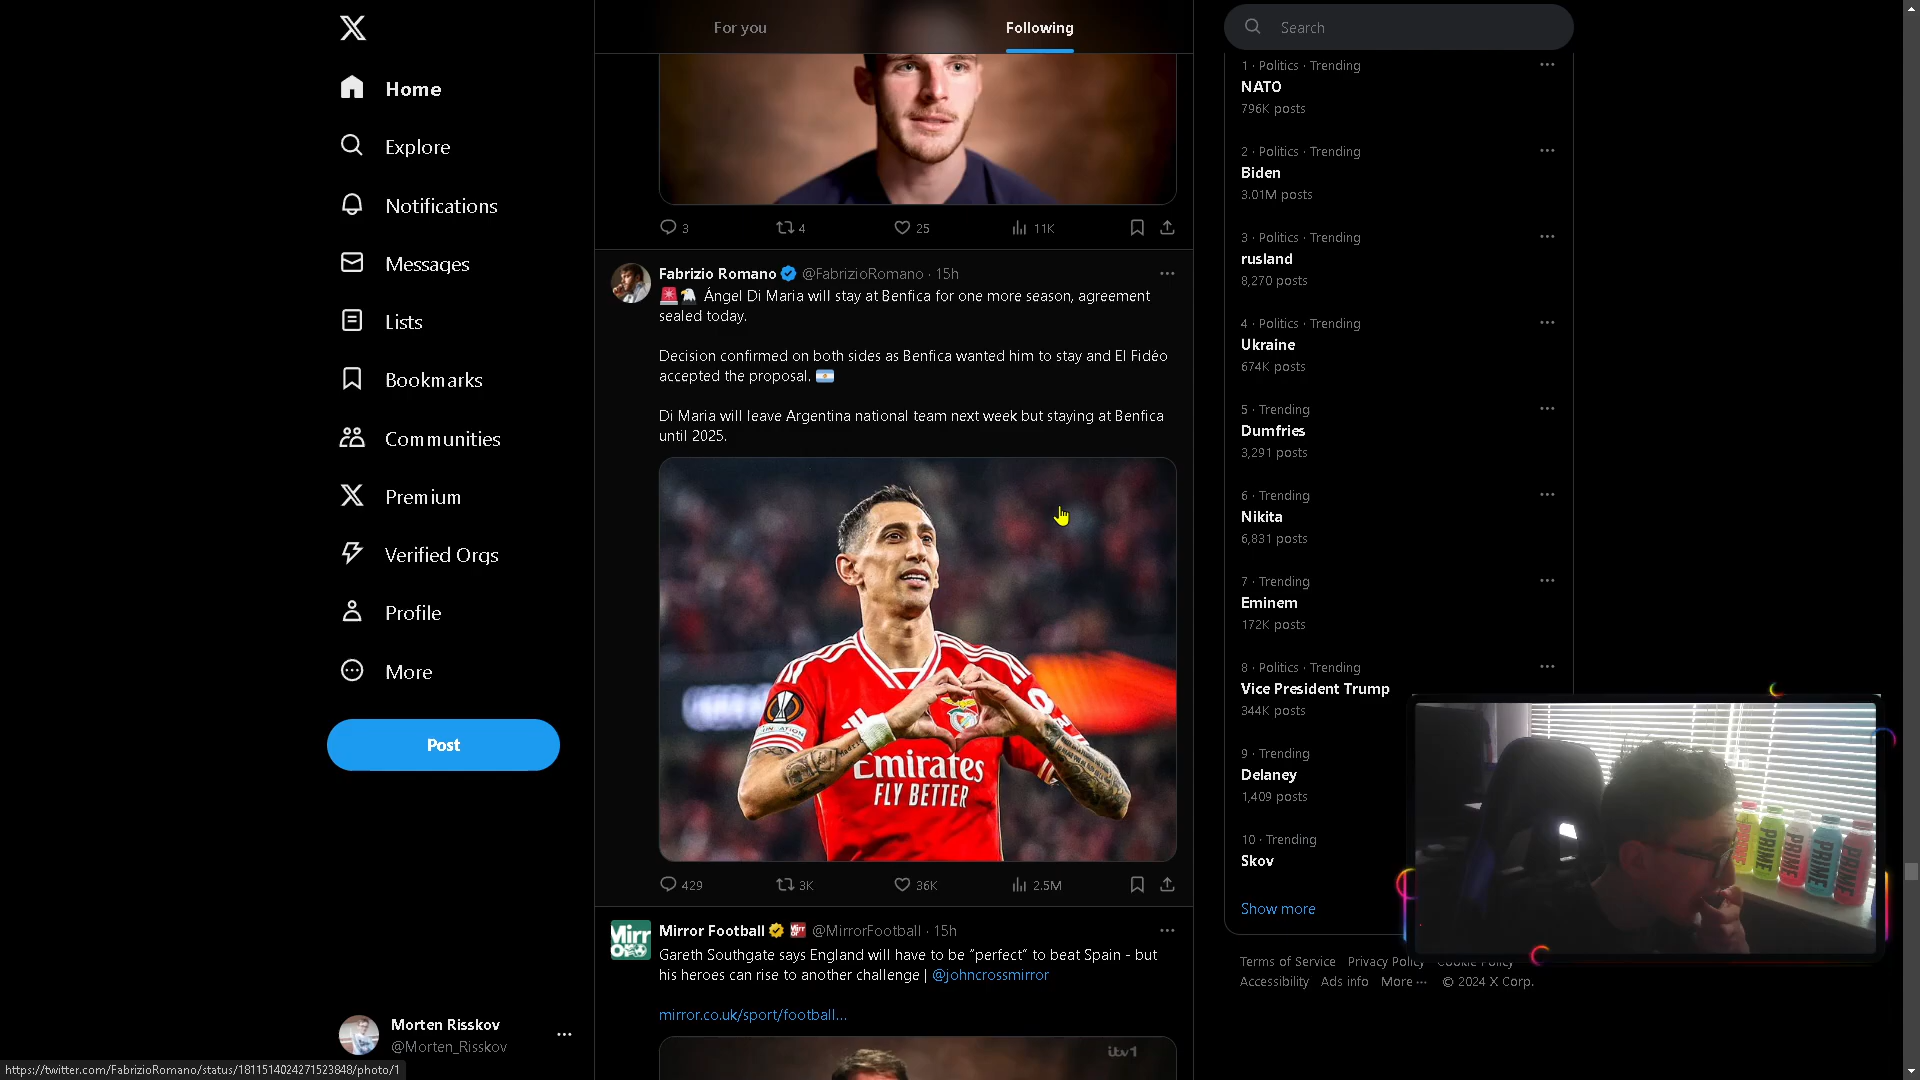 Home
Explore
Notifications
Messages
Lists
Bookmarks
Communities
Premium
Verified Orgs
Profile
More
Post
Morten Risskov
@Morten_Risskov
https://twitter.com/FabrizioRomano/status/1811514024271523848/photo/1
For you
Following
3
4
25
11K
Fabrizio Romano @FabrizioRomano · 15h
Ángel Di Maria will stay at Benfica for one more season, agreement
sealed today.
Decision confirmed on both sides as Benfica wanted him to stay and El Fidéo
accepted the proposal.
Di Maria will leave Argentina national team next week but staying at Benfica
until 2025.
Emirates
FLY BETTER
429
3K
36K
2.5M
Mirror Football @MirrorFootball · 15h
Gareth Southgate says England will have to be “perfect” to beat Spain - but
his heroes can rise to another challenge | @johncrossmirror
mirror.co.uk/sport/football...
itv1
Search
1 · Politics · Trending
NATO
796K posts
2 · Politics · Trending
Biden
3.01M posts
3 · Politics · Trending
rusland
8,270 posts
4 · Politics · Trending
Ukraine
674K posts
5 · Trending
Dumfries
3,291 posts
6 · Trending
Nikita
6,831 posts
7 · Trending
Eminem
172K posts
8 · Politics · Trending
Vice President Trump
344K posts
9 · Trending
Delaney
1,409 posts
10 · Trending
Skov
Show more
PRIME
PRIME
PRIME
PRIME
PRIME
Terms of Service Privacy Policy Cookie Policy
Accessibility Ads info More ··· © 2024 X Corp.